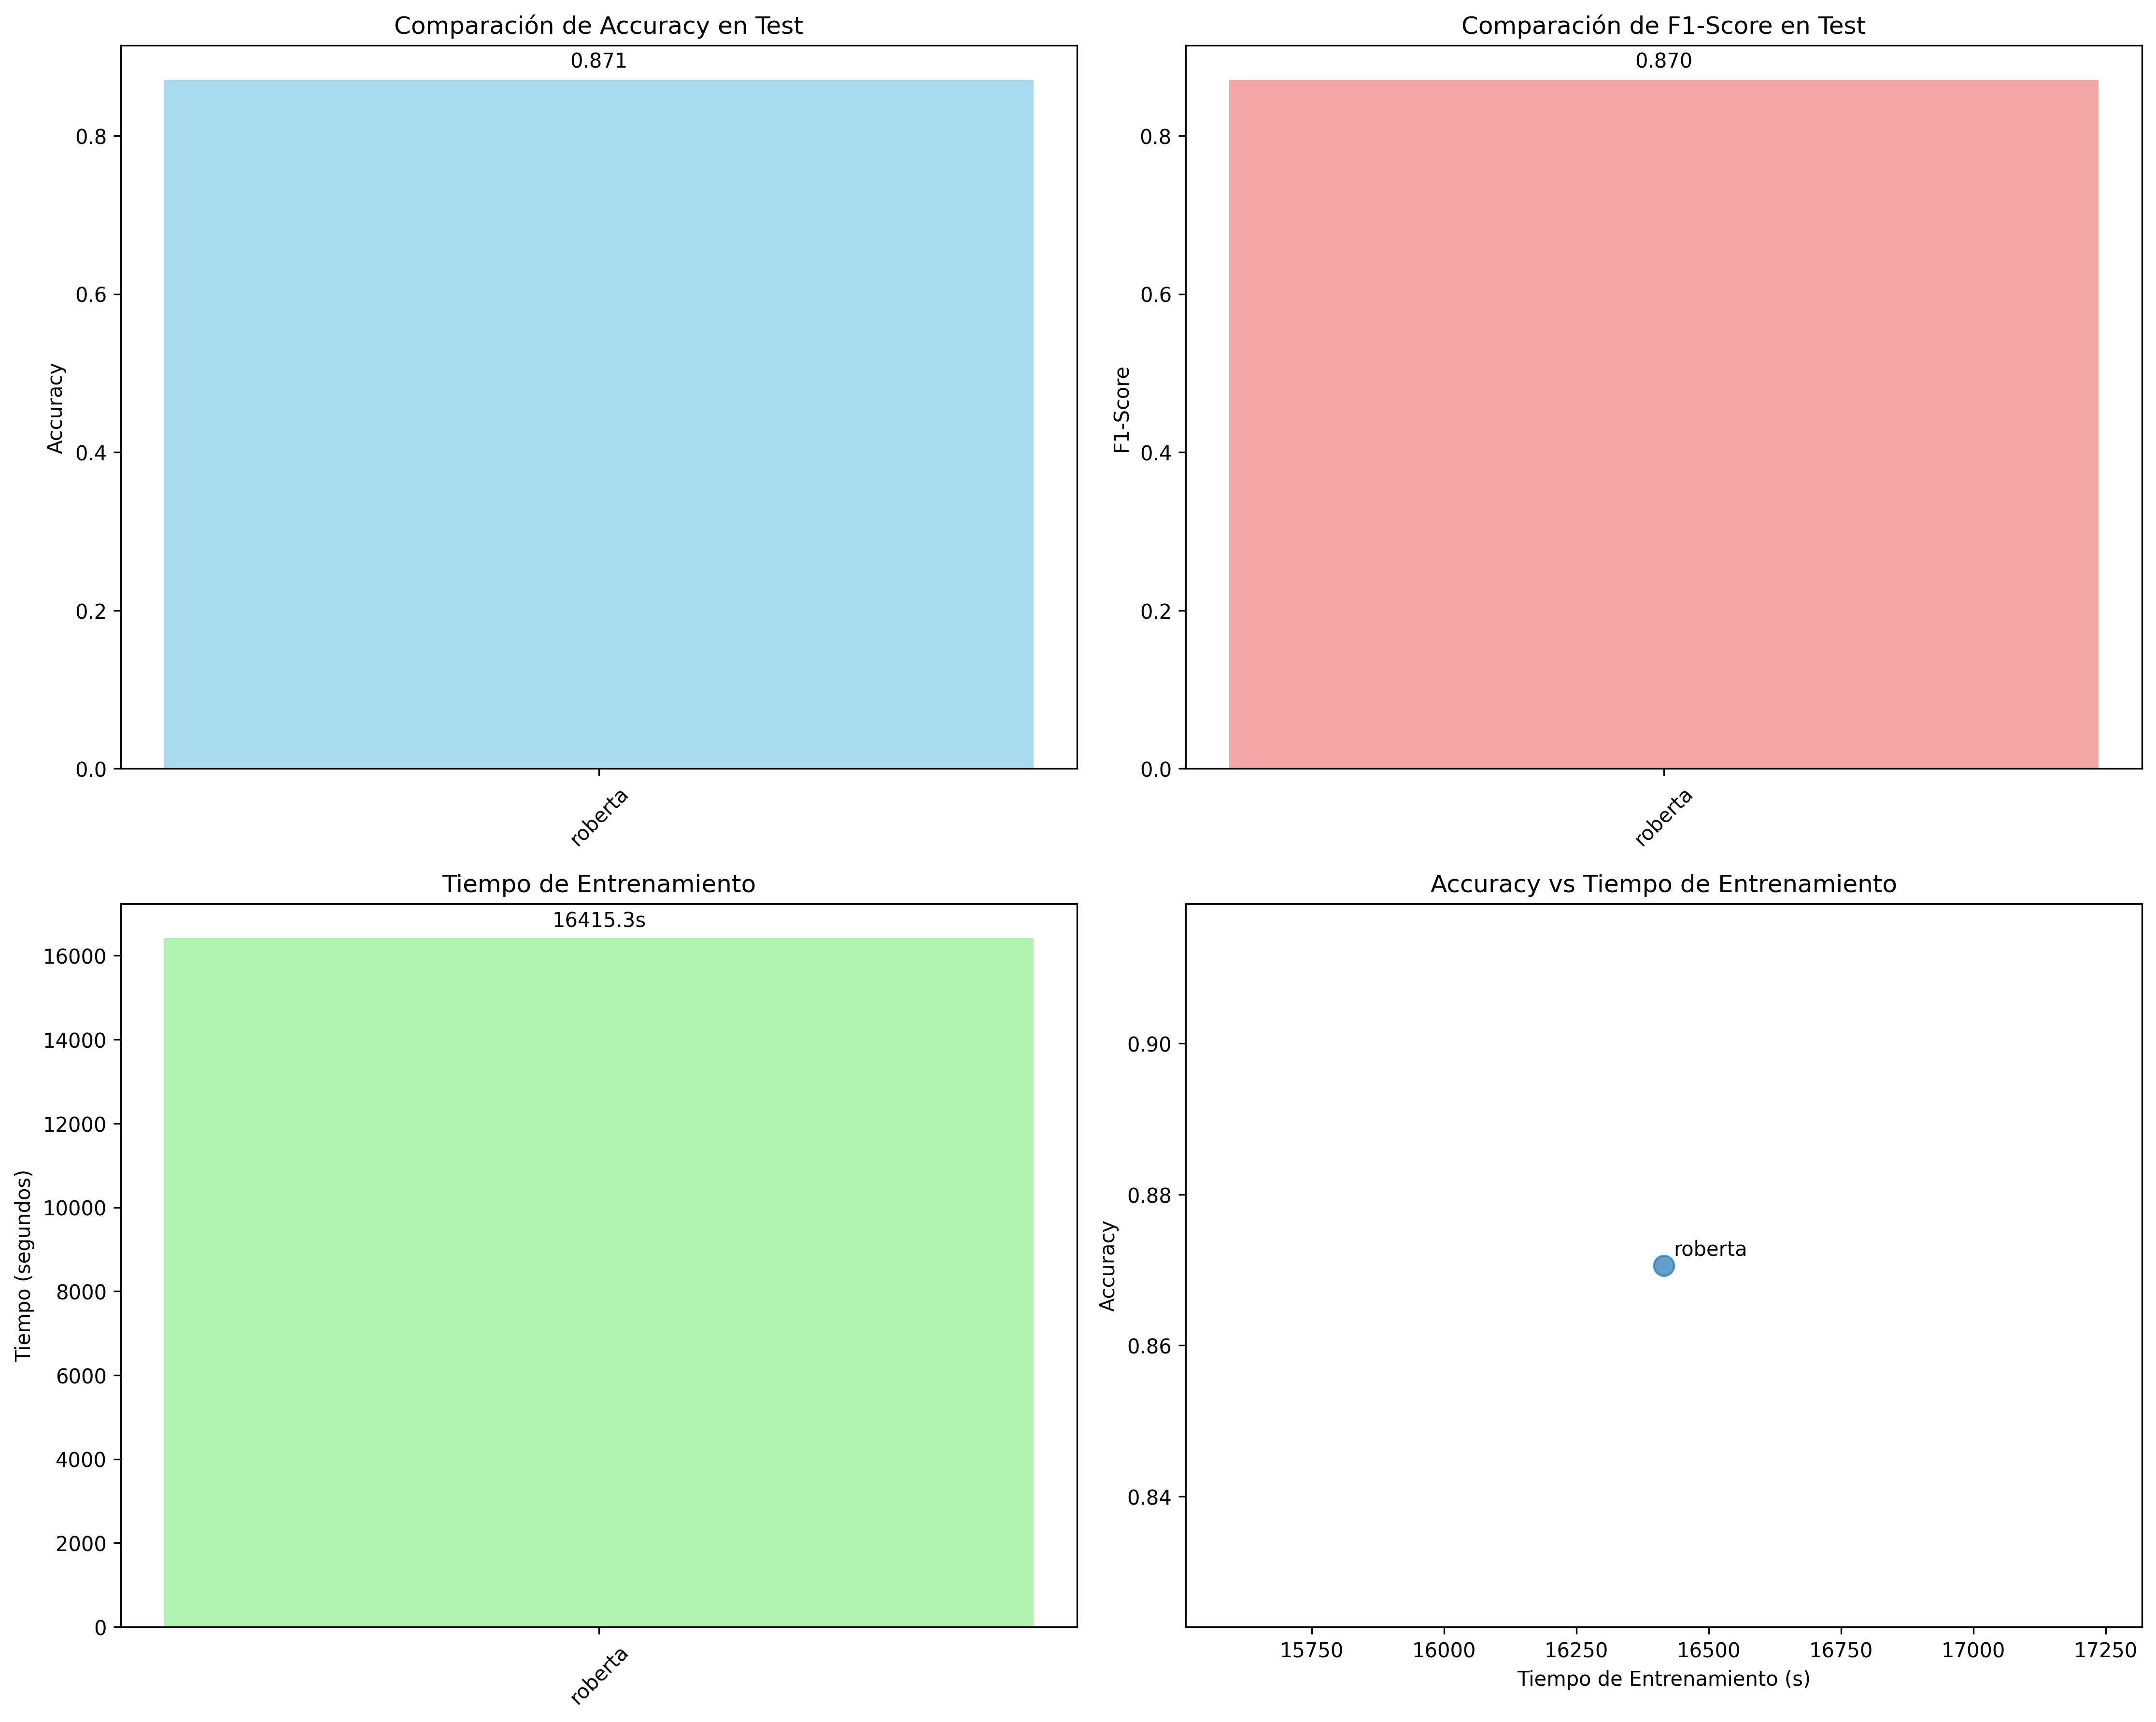 Comparación de Accuracy en Test
0.871
0.8
0.6
0.4
0.2
0.0
Accuracy
roberta
Comparación de F1-Score en Test
0.870
0.8
0.6
0.4
0.2
0.0
F1-Score
roberta
Tiempo de Entrenamiento
16415.3s
16000
14000
12000
10000
8000
6000
4000
2000
0
Tiempo (segundos)
roberta
Accuracy vs Tiempo de Entrenamiento
0.90
0.88
0.86
0.84
Accuracy
roberta
15750 16000 16250 16500 16750 17000 17250
Tiempo de Entrenamiento (s)